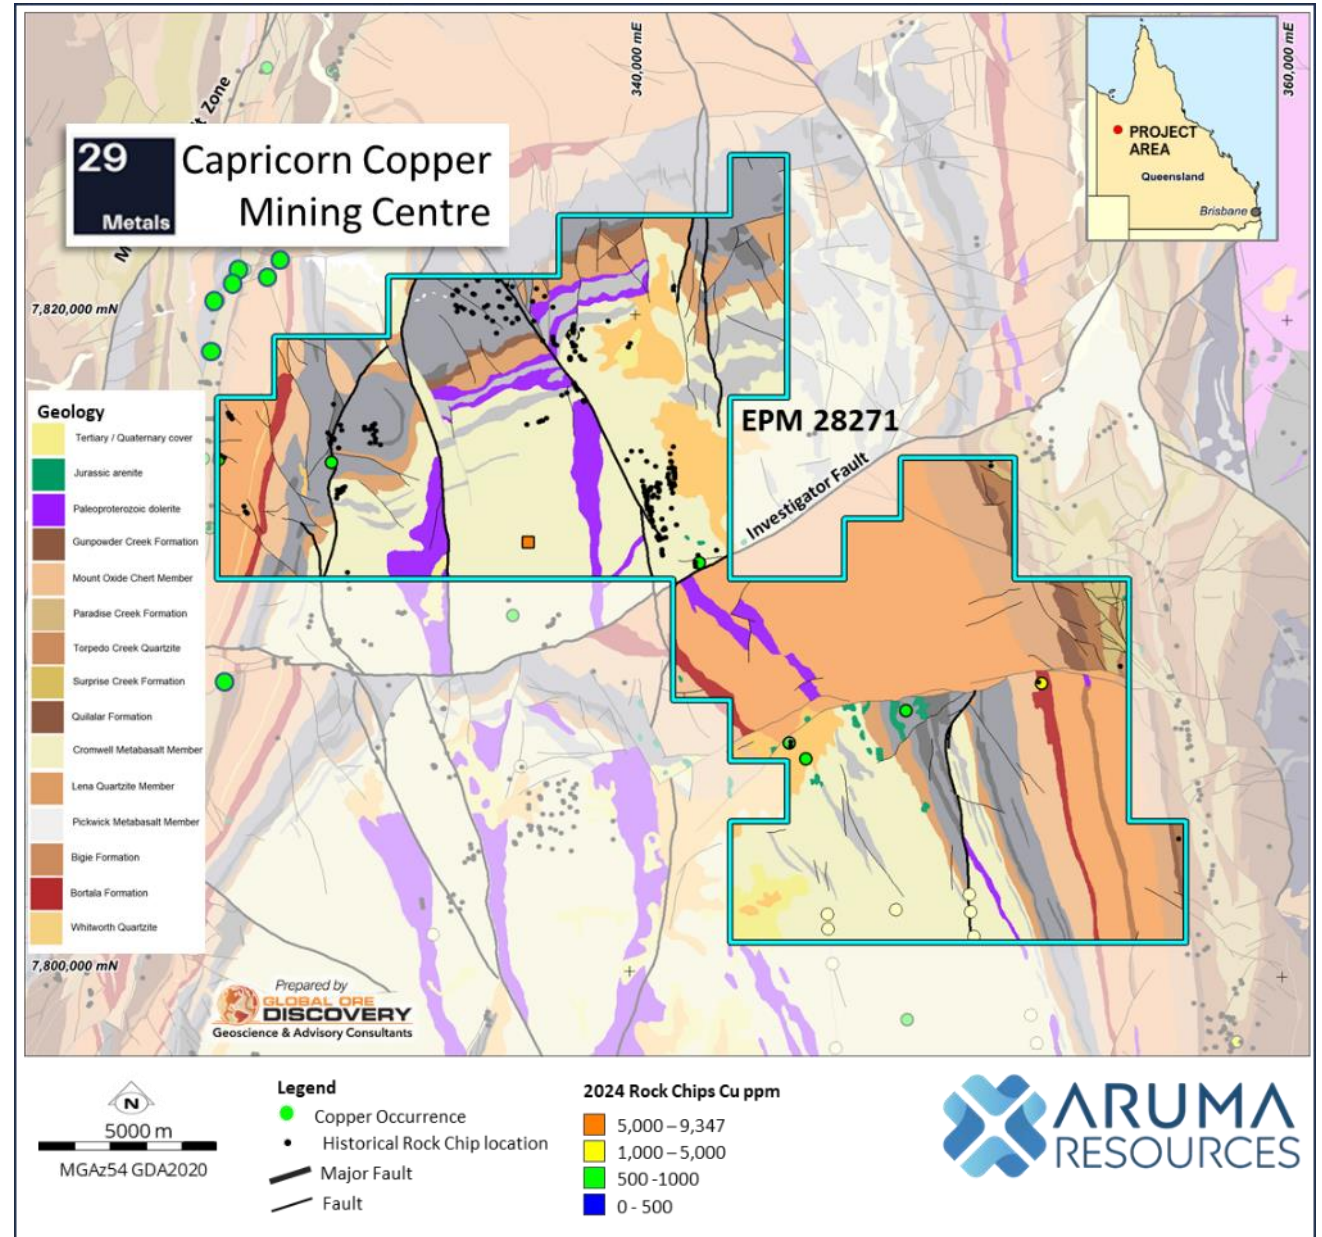 340,000 mE
360,000 mE
t Zone
M
29
Metals
Capricorn Copper
Mining Centre
PROJECT
AREA
Queensland
Brisbane
7,820,000 mN
EPM 28271
Investigator Fault
Geology
Tertiary / Quaternary cover
Jurassic arenite
Paleoproterozoic dolerite
Gunpowder Creek Formation
Mount Oxide Chert Member
Paradise Creek Formation
Torpedo Creek Quartzite
Surprise Creek Formation
Quilalar Formation
Cromwell Metabasalt Member
Lena Quartzite Member
Pickwick Metabasalt Member
Bigie Formation
Bortala Formation
Whitworth Quartzite
7,800,000 mN
Prepared by
GLOBAL ORE
DISCOVERY
Geoscience & Advisory Consultants
N
5000 m
MGAz54 GDA2020
Legend
Copper Occurrence
Historical Rock Chip location
Major Fault
Fault
2024 Rock Chips Cu ppm
5,000 – 9,347
1,000 – 5,000
500 -1000
0 - 500
ARUMA
RESOURCES